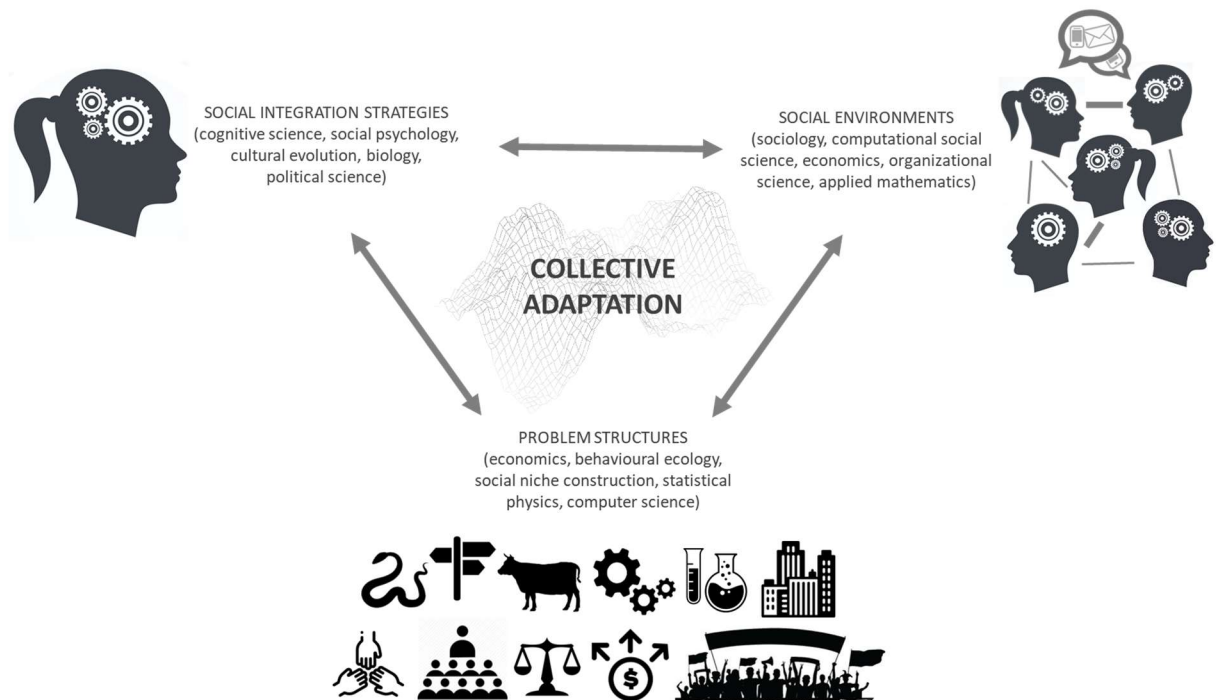 SOCIAL INTEGRATION STRATEGIES
(cognitive science, social psychology,
cultural evolution, biology,
political science)
SOCIAL ENVIRONMENTS
(sociology, computational social
science, economics, organizational
science, applied mathematics)
COLLECTIVE
ADAPTATION
PROBLEM STRUCTURES
(economics, behavioural ecology,
social niche construction, statistical
physics, computer science)
$